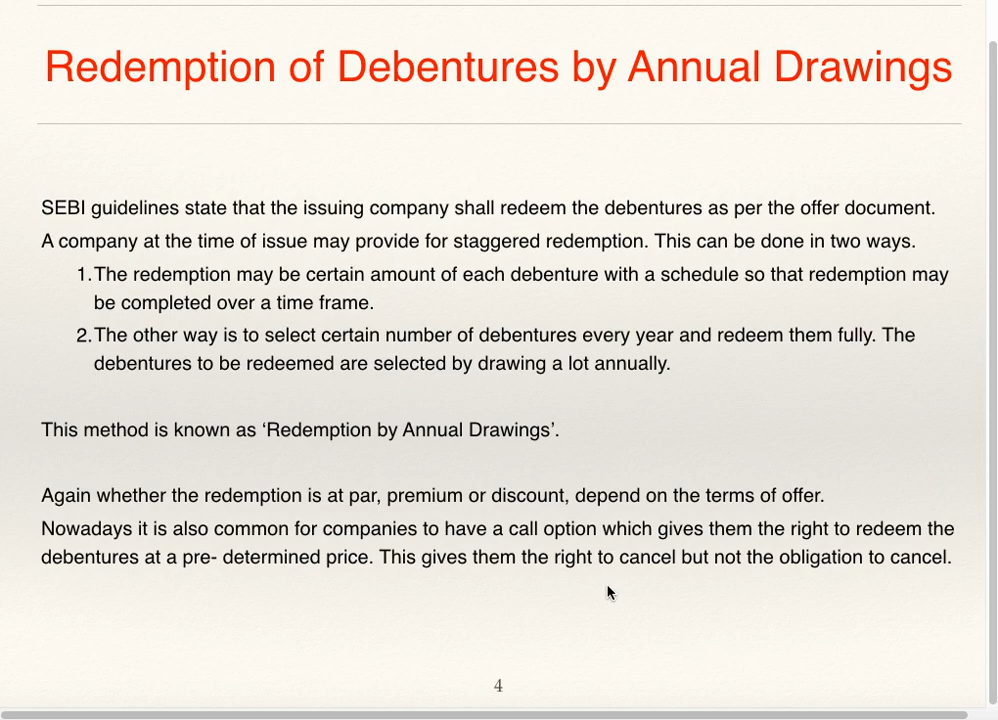 Redemption of Debentures by Annual Drawings
SEBI guidelines state that the issuing company shall redeem the debentures as per the offer document.
A company at the time of issue may provide for staggered redemption. This can be done in two ways.
1.The redemption may be certain amount of each debenture with a schedule so that redemption may
be completed over a time frame.
2.The other way is to select certain number of debentures every year and redeem them fully. The
debentures to be redeemed are selected by drawing a lot annually.
This method is known as ‘Redemption by Annual Drawings’.
Again whether the redemption is at par, premium or discount, depend on the terms of offer.
Nowadays it is also common for companies to have a call option which gives them the right to redeem the
debentures at a pre- determined price. This gives them the right to cancel but not the obligation to cancel.
4